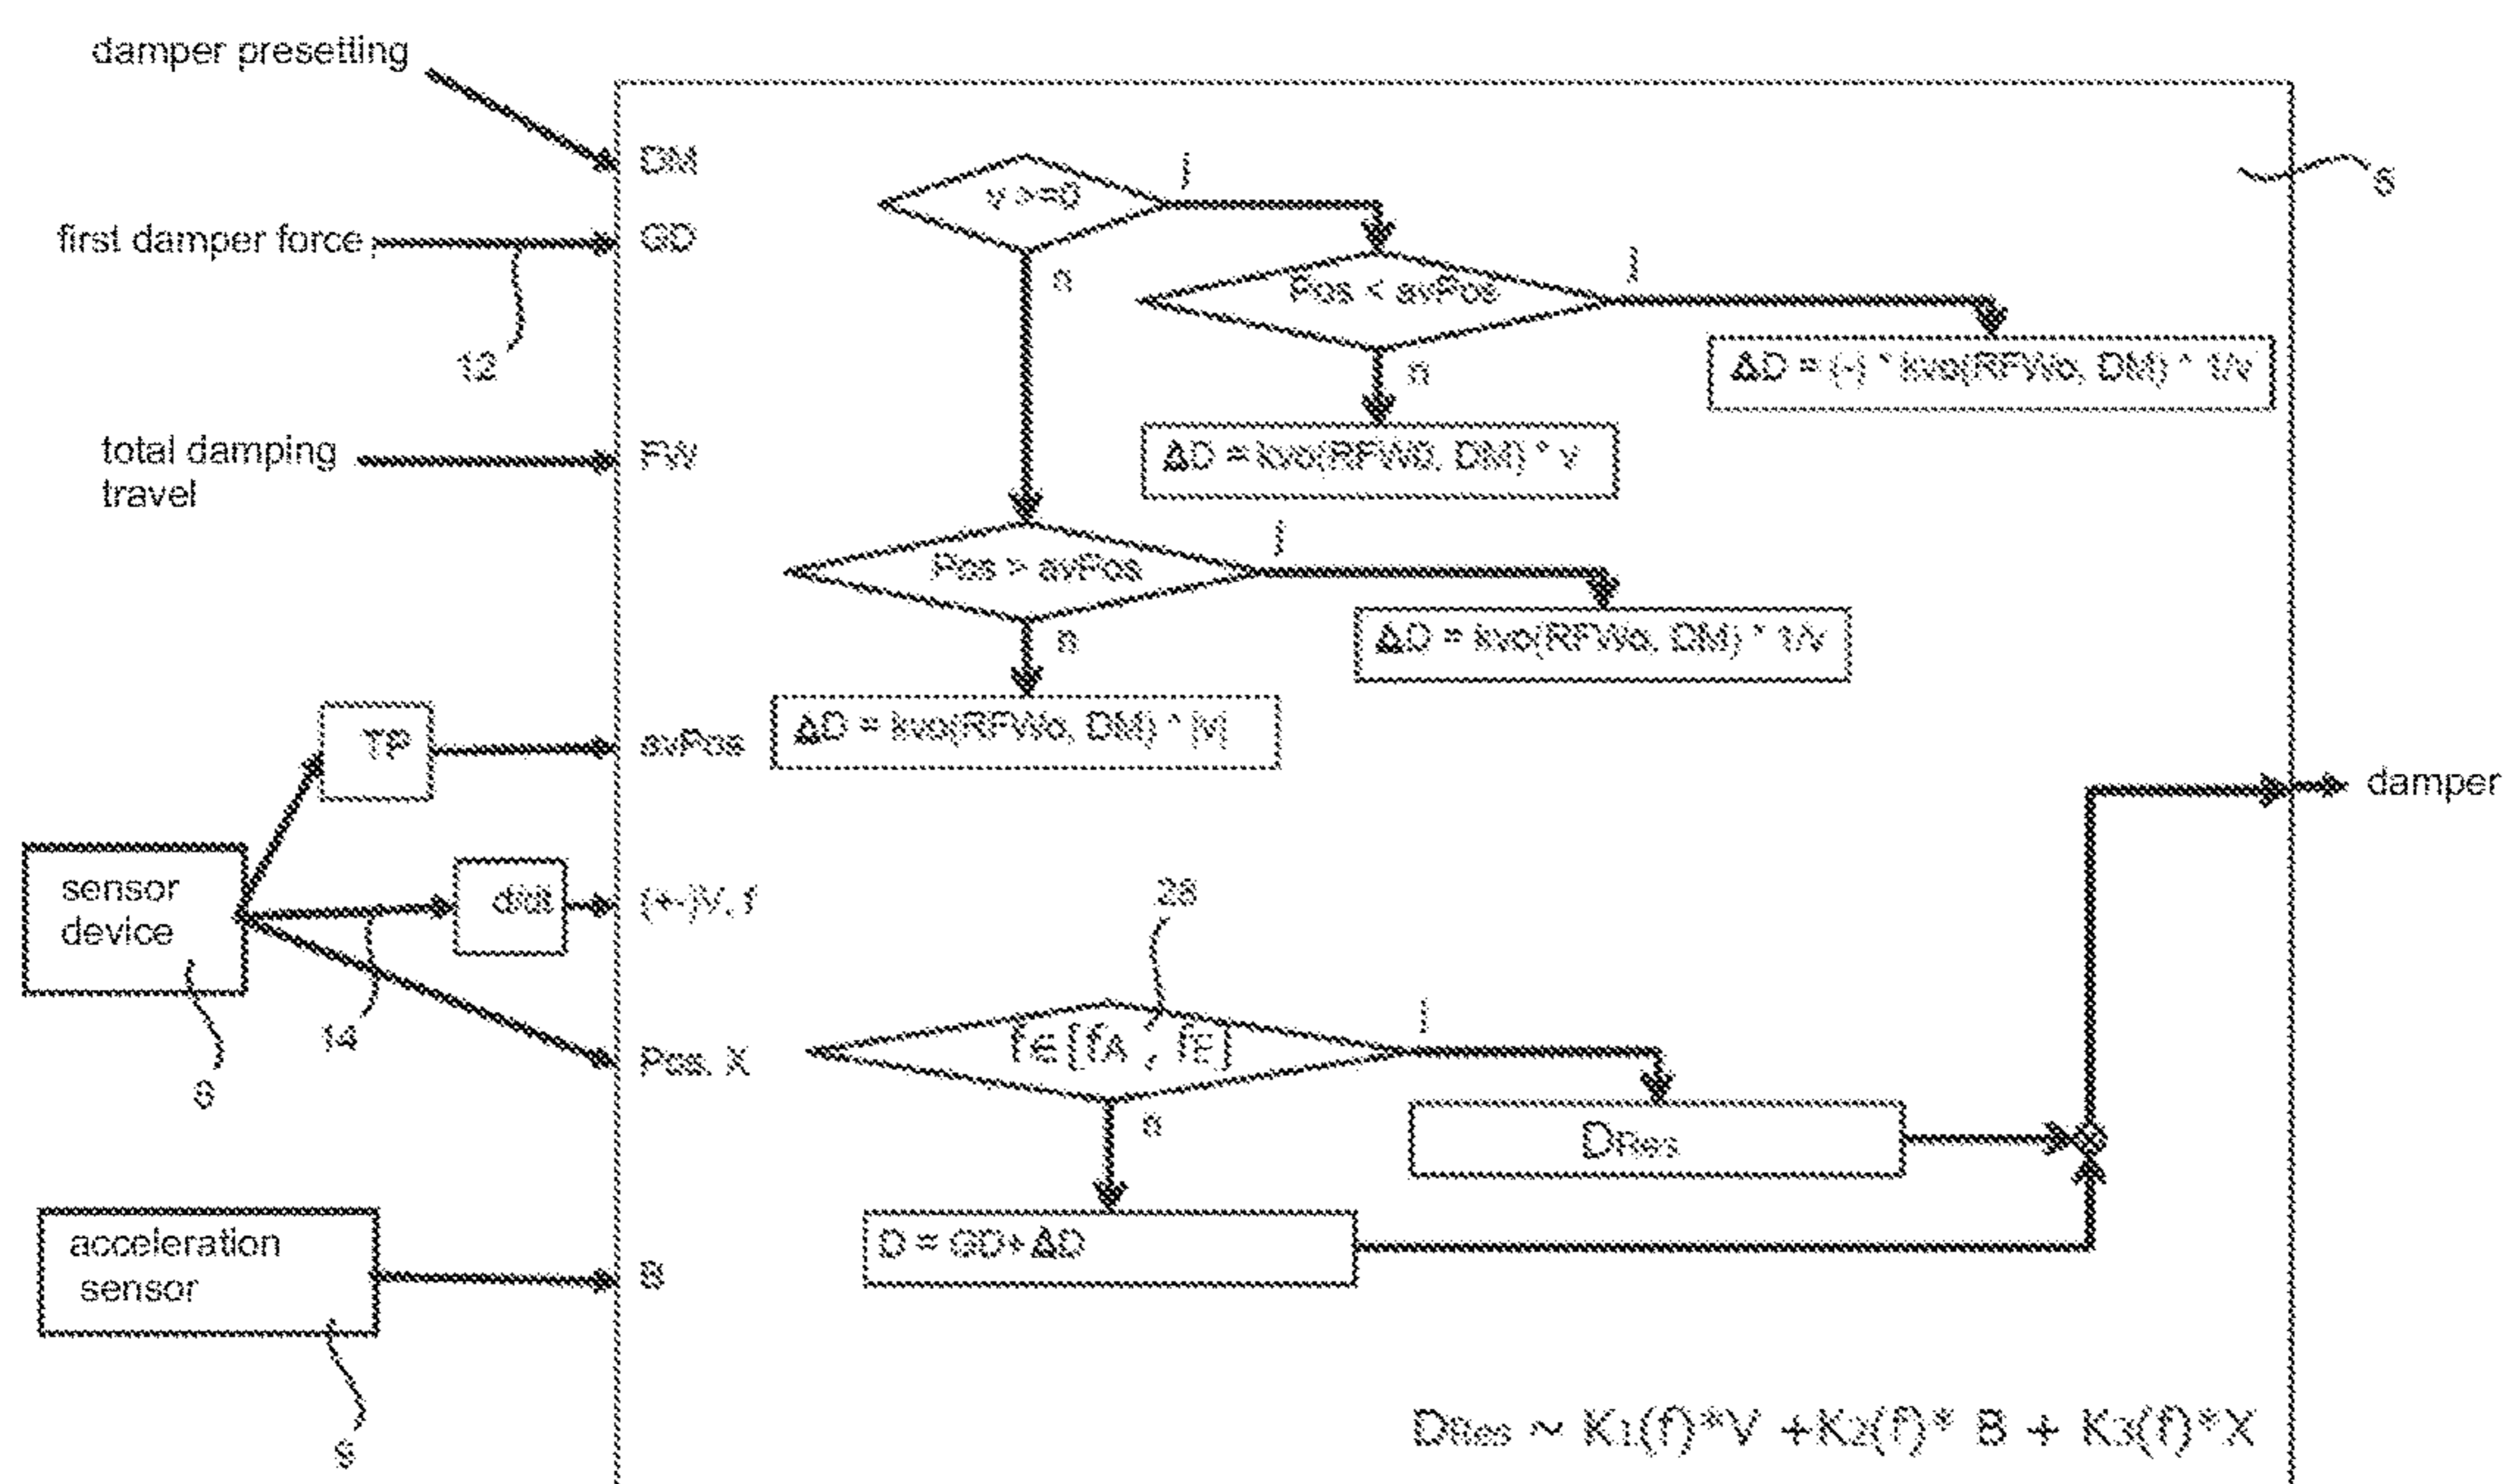 damper presetting
DM
v >=0
j
6
first damper force
GD
n
Pos < avPos
j
12
n
ΔD = (-) * kvo(RFWo, DM) * 1/v
total damping
travel
FW
ΔD = kvo(RFWo, DM) * v
Pos > avPos
j
n
ΔD = kvo(RFWo, DM) * 1/v
TP
avPos
ΔD = kvo(RFWo, DM) * |v|
damper
sensor
device
d/dt
(+-)V, f
28
14
Pos. X
f∈[fA , fE]
j
n
DRes
acceleration
sensor
B
D = GD+ΔD
DRes ~ K1(f)*V +K2(f)* B + K3(f)*X